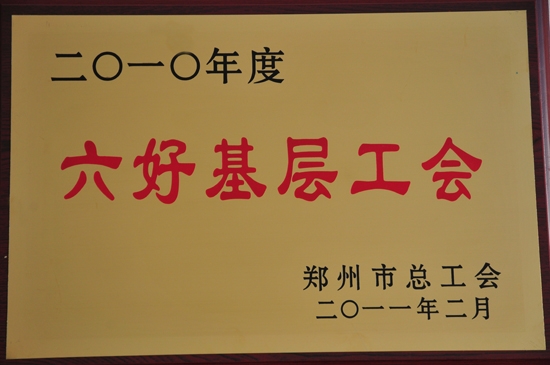 二〇一〇年度
六好基层工会
郑州市总工会
二〇一一年二月